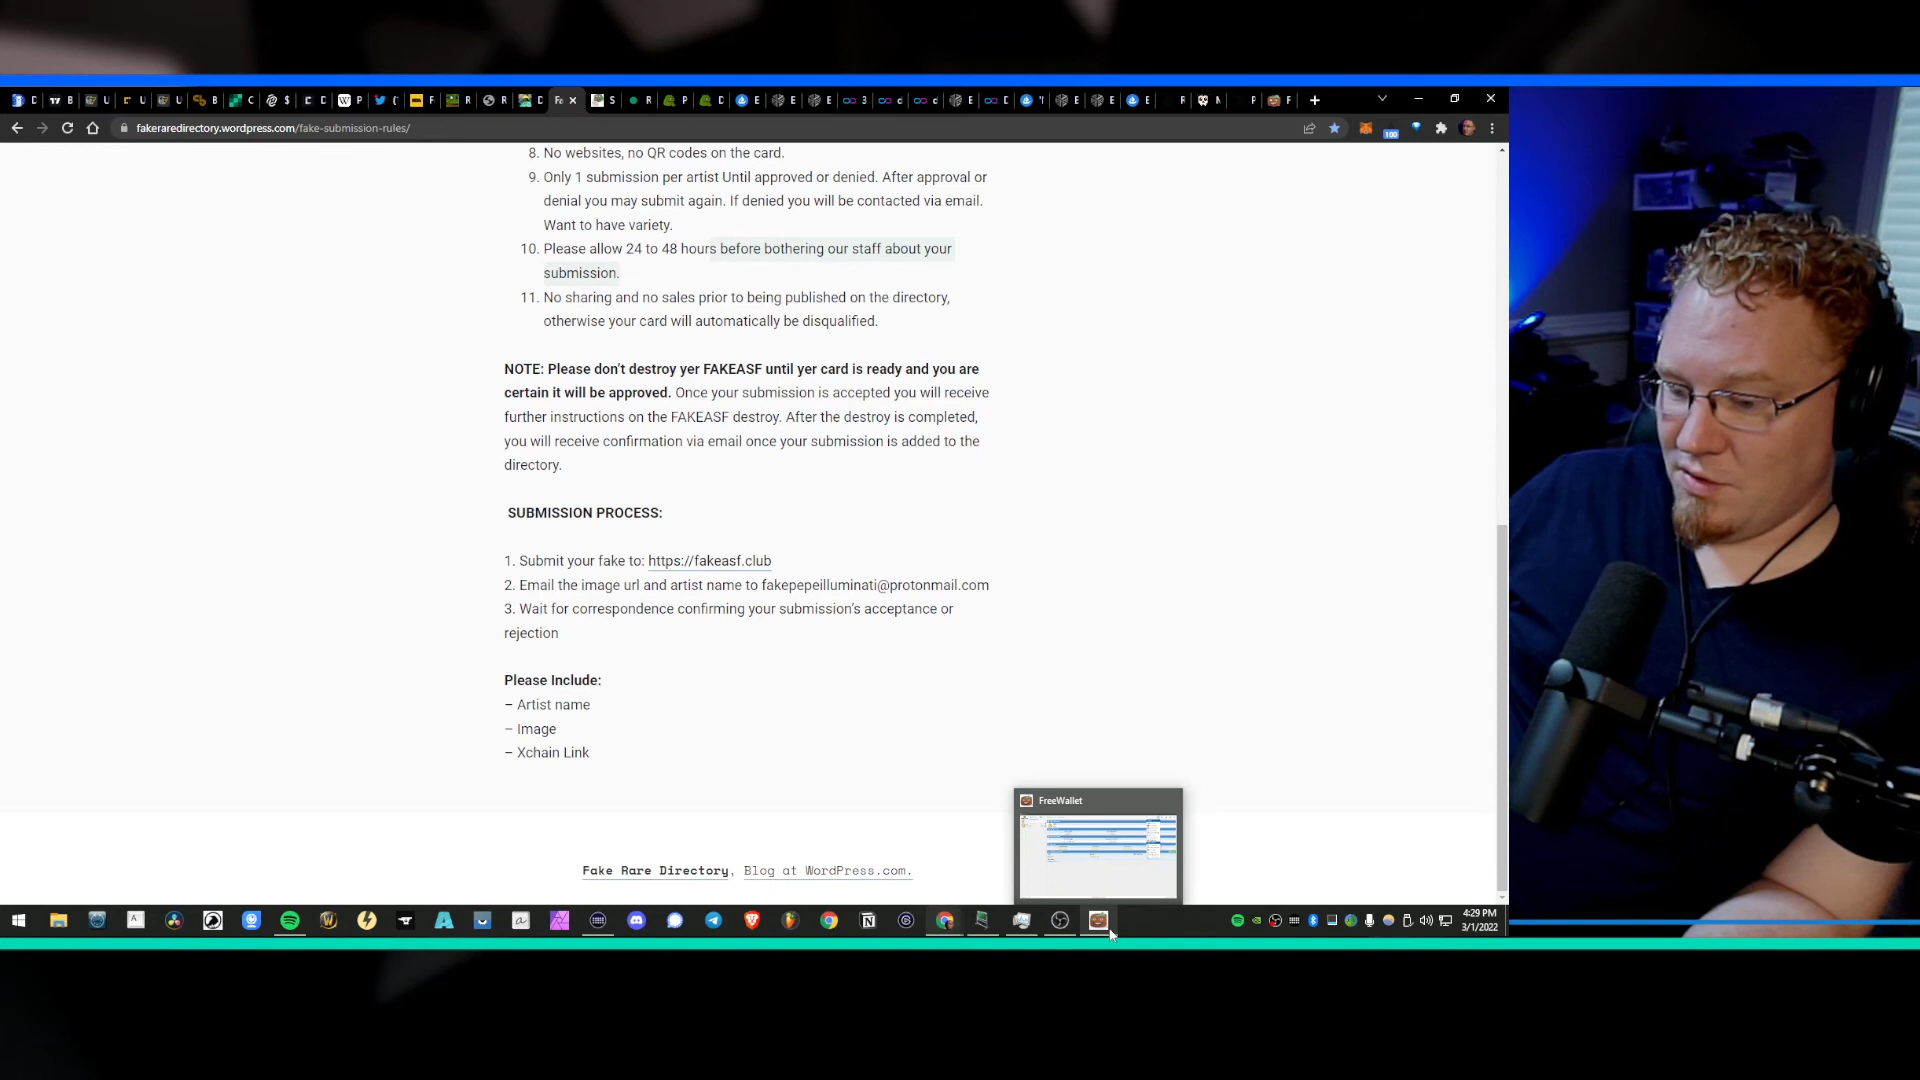 fakeraredirectory.wordpress.com/fake-submission-rules/
100
8. No websites, no QR codes on the card.
9. Only 1 submission per artist Until approved or denied. After approval or
denial you may submit again. If denied you will be contacted via email.
Want to have variety.
10. Please allow 24 to 48 hours before bothering our staff about your
submission.
11. No sharing and no sales prior to being published on the directory,
otherwise your card will automatically be disqualified.
NOTE: Please don’t destroy yer FAKEASF until yer card is ready and you are
certain it will be approved. Once your submission is accepted you will receive
further instructions on the FAKEASF destroy. After the destroy is completed,
you will receive confirmation via email once your submission is added to the
directory.
SUBMISSION PROCESS:
1. Submit your fake to: https://fakeasf.club
2. Email the image url and artist name to fakepepeilluminati@protonmail.com
3. Wait for correspondence confirming your submission’s acceptance or
rejection
Please Include:
– Artist name
– Image
– Xchain Link
FreeWallet
Fake Rare Directory, Blog at WordPress.com.
4:29 PM
3/1/2022